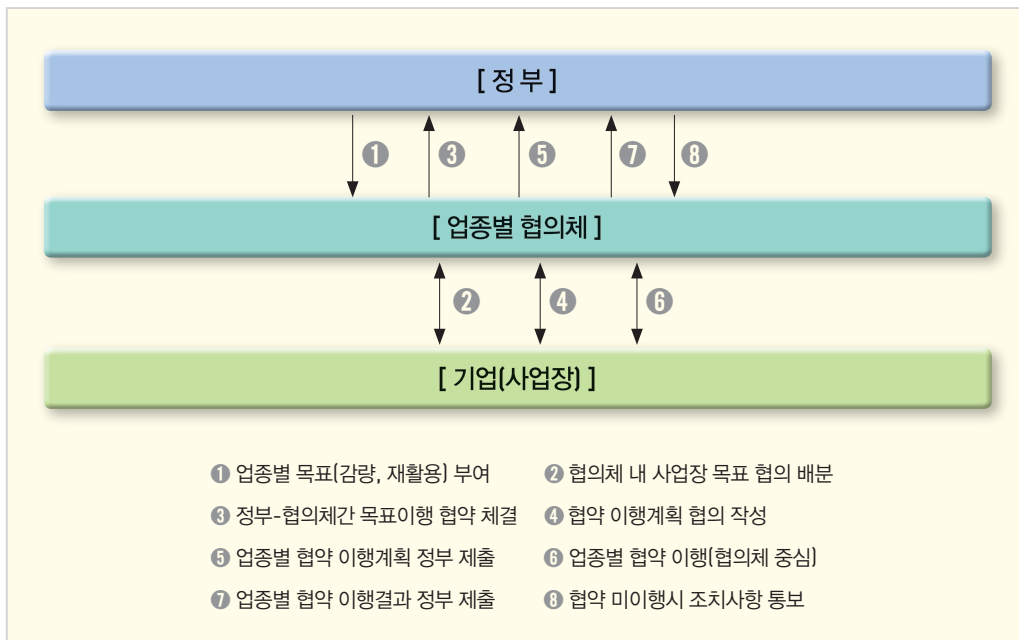 [ 정 부 ]
❶ ❸ ❺ ❼ ❽
[ 업종별 협의체 ]
❷ ❹ ❻
[ 기업(사업장) ]
❶ 업종별 목표(감량, 재활용) 부여 ❷ 협의체 내 사업장 목표 협의 배분
❸ 정부-협의체간 목표이행 협약 체결 ❹ 협약 이행계획 협의 작성
❺ 업종별 협약 이행계획 정부 제출 ❻ 업종별 협약 이행(협의체 중심)
❼ 업종별 협약 이행결과 정부 제출 ❽ 협약 미이행시 조치사항 통보